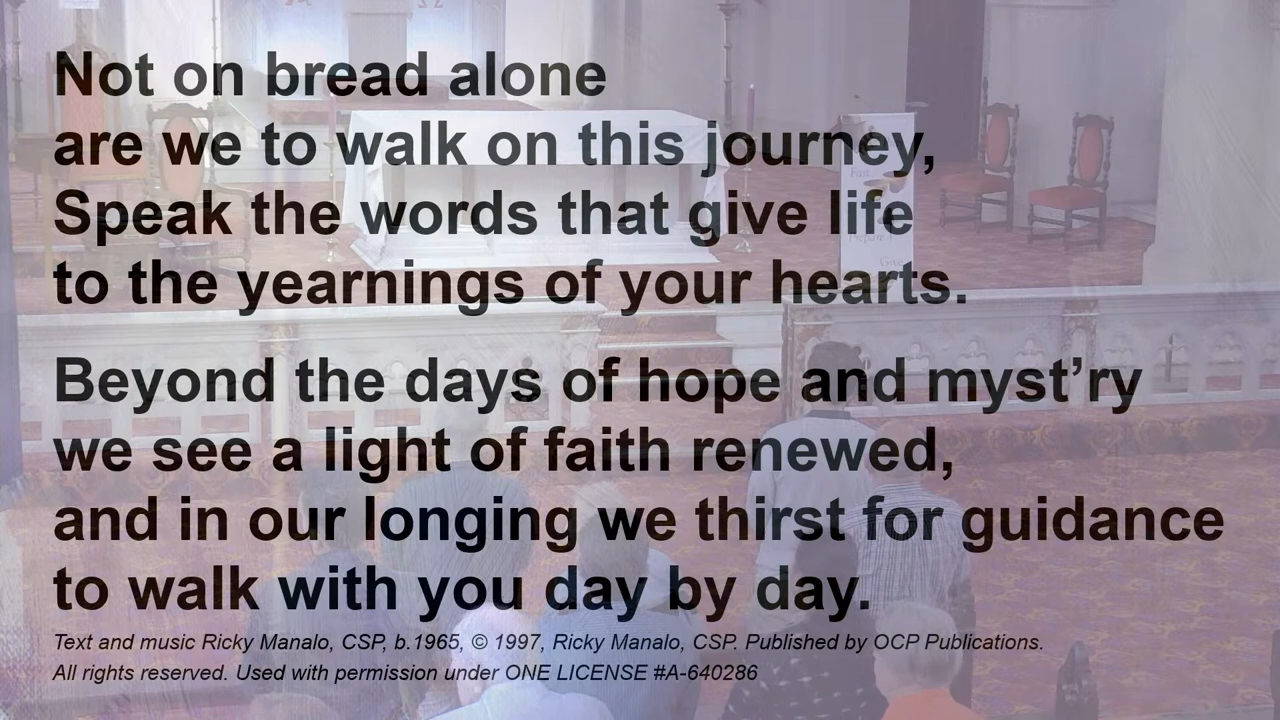 Not on bread alone
are we to walk on this journey,
Speak the words that give life
to the yearnings of your hearts.
Beyond the days of hope and myst’ry
we see a light of faith renewed,
and in our longing we thirst for guidance
to walk with you day by day.
Text and music Ricky Manalo, CSP, b.1965, © 1997, Ricky Manalo, CSP. Published by OCP Publications.
All rights reserved. Used with permission under ONE LICENSE #A-640286
Fast
Prepare
Give